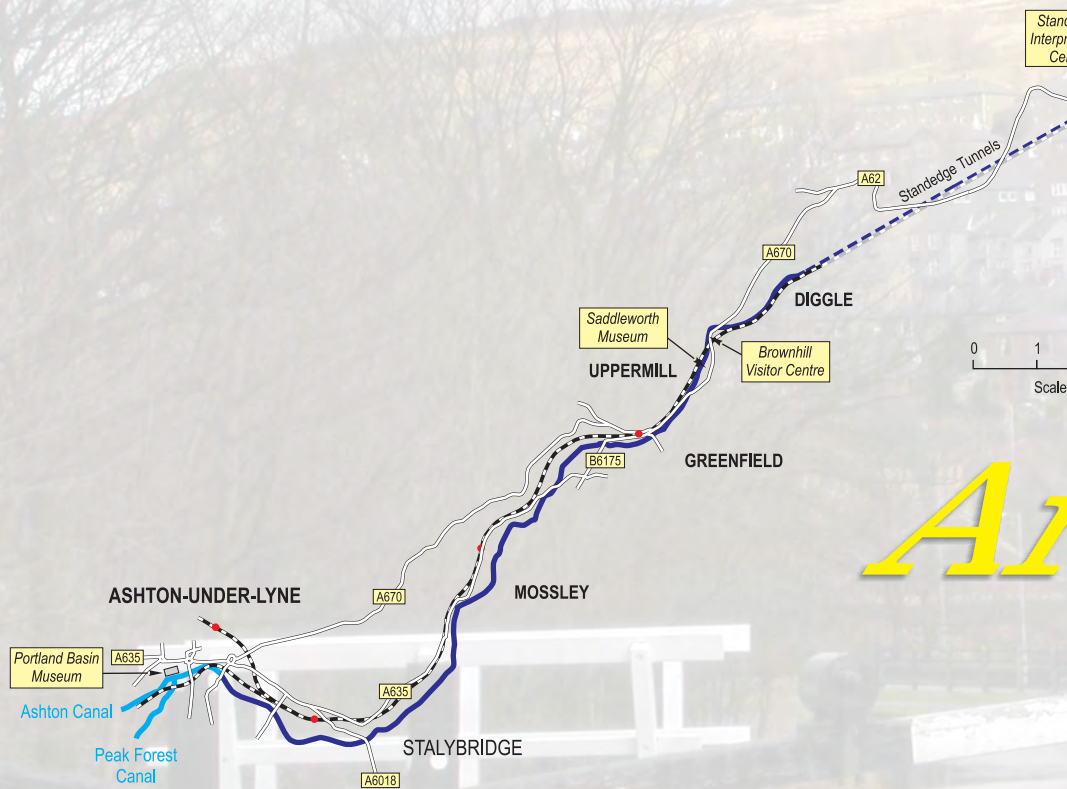 Standedge Tunnels
A62
A670
DIGGLE
Saddleworth
Museum
UPPERMILL
Brownhill
Visitor Centre
0 1
Scale
B6175
GREENFIELD
MOSSLEY
ASHTON-UNDER-LYNE
A670
A635
Portland Basin
Museum
A635
Ashton Canal
STALYBRIDGE
Peak Forest
Canal
A6018